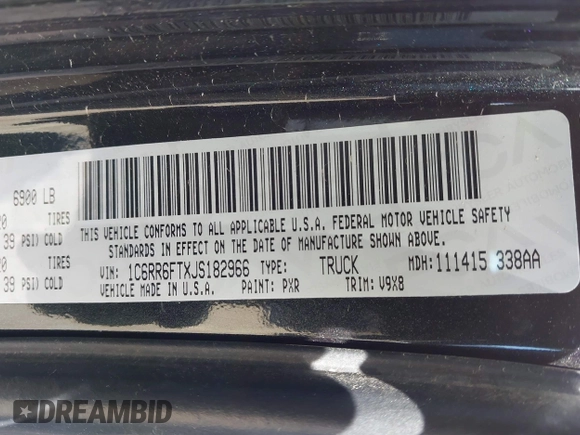 6900 LB
20 TIRES
39 PSI) COLD
20 TIRES
39 PSI) COLD
THIS VEHICLE CONFORMS TO ALL APPLICABLE U.S.A. FEDERAL MOTOR VEHICLE SAFETY
STANDARDS IN EFFECT ON THE DATE OF MANUFACTURE SHOWN ABOVE.
VIN: 1C6RR6FTXJS182966 TYPE: TRUCK MDH: 111415 338AA
VEHICLE MADE IN U.S.A. PAINT: PXR TRIM: V9X8
DREAMBID